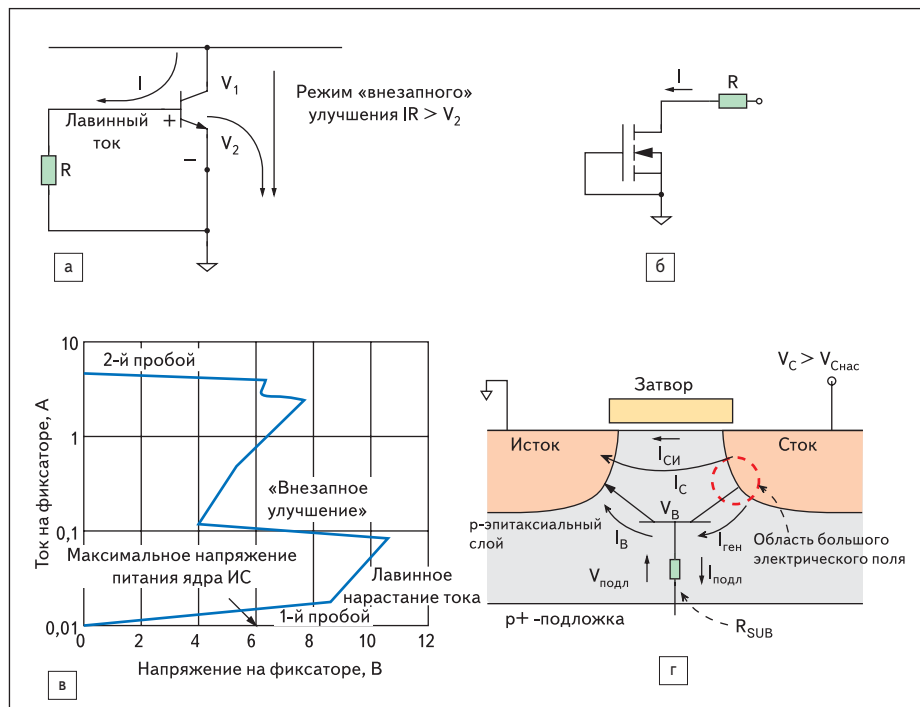 I
V1
Режим «внезапного»
улучшения IR > V2
Лавинный
ток
+
V2
R
–
а
I
R
б
10
2-й пробой
1
Ток на фиксаторе, А
«Внезапное
улучшение»
0,1
Максимальное напряжение
питания ядра ИС
Лавинное
нарастание тока
1-й пробой
0,01
0 2 4 6 8 10 12
Напряжение на фиксаторе, В
в
VC > VCнас
Затвор
Исток
Сток
IСИ
IC
VB
p-эпитаксиальный
слой
IB
Iген
Область большого
электрического поля
Vподл
Iподл
p+ -подложка
RSUB
г